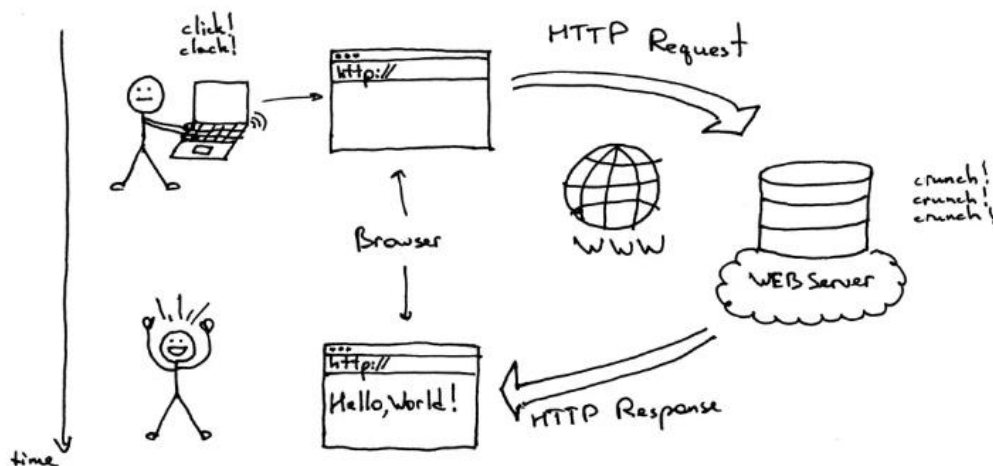 click!
clack!
http://
HTTP Request
crunch!
crunch!
crunch!
WWW
Browser
WEB Server
http://
Hello, World!
HTTP Response
time